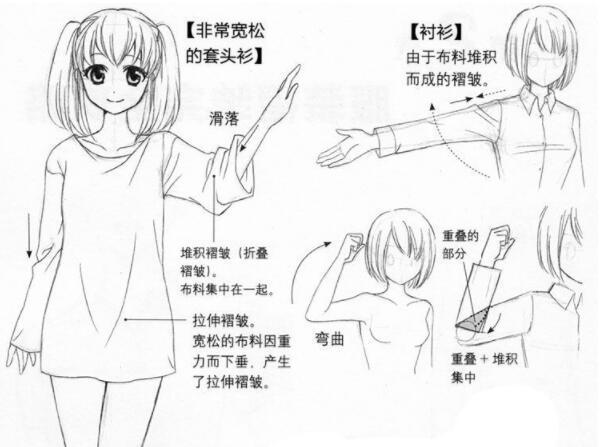 【非常宽松
的套头衫】
滑落
堆积褶皱（折叠
褶皱）。
布料集中在一起。
拉伸褶皱。
宽松的布料因重
力而下�，产生
了拉伸褶皱。
【衬衫】
由于布料堆积
而成的褶皱。
弯曲
重叠的
部分
重叠＋堆积
集中